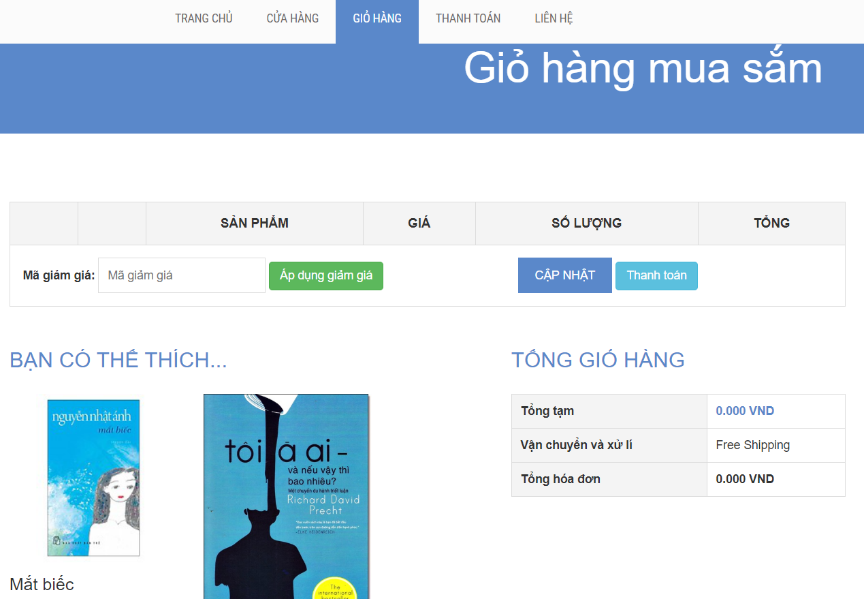 TRANG CHỦ CỬA HÀNG GIỎ HÀNG THANH TOÁN LIÊN HỆ
Giỏ hàng mua sắm
SẢN PHẨM GIÁ SỐ LƯỢNG TỔNG
Mã giảm giá: Mã giảm giá Áp dụng giảm giá CẬP NHẬT Thanh toán
BẠN CÓ THỂ THÍCH...
nguyễn nhật ánh
mắt biếc
Mắt biếc
tôi là ai -
và nếu vậy thì
bao nhiêu?
Richard David
Precht
The
international
bestseller
TỔNG GIỎ HÀNG
Tổng tạm 0.000 VND
Vận chuyển và xử lí Free Shipping
Tổng hóa đơn 0.000 VND